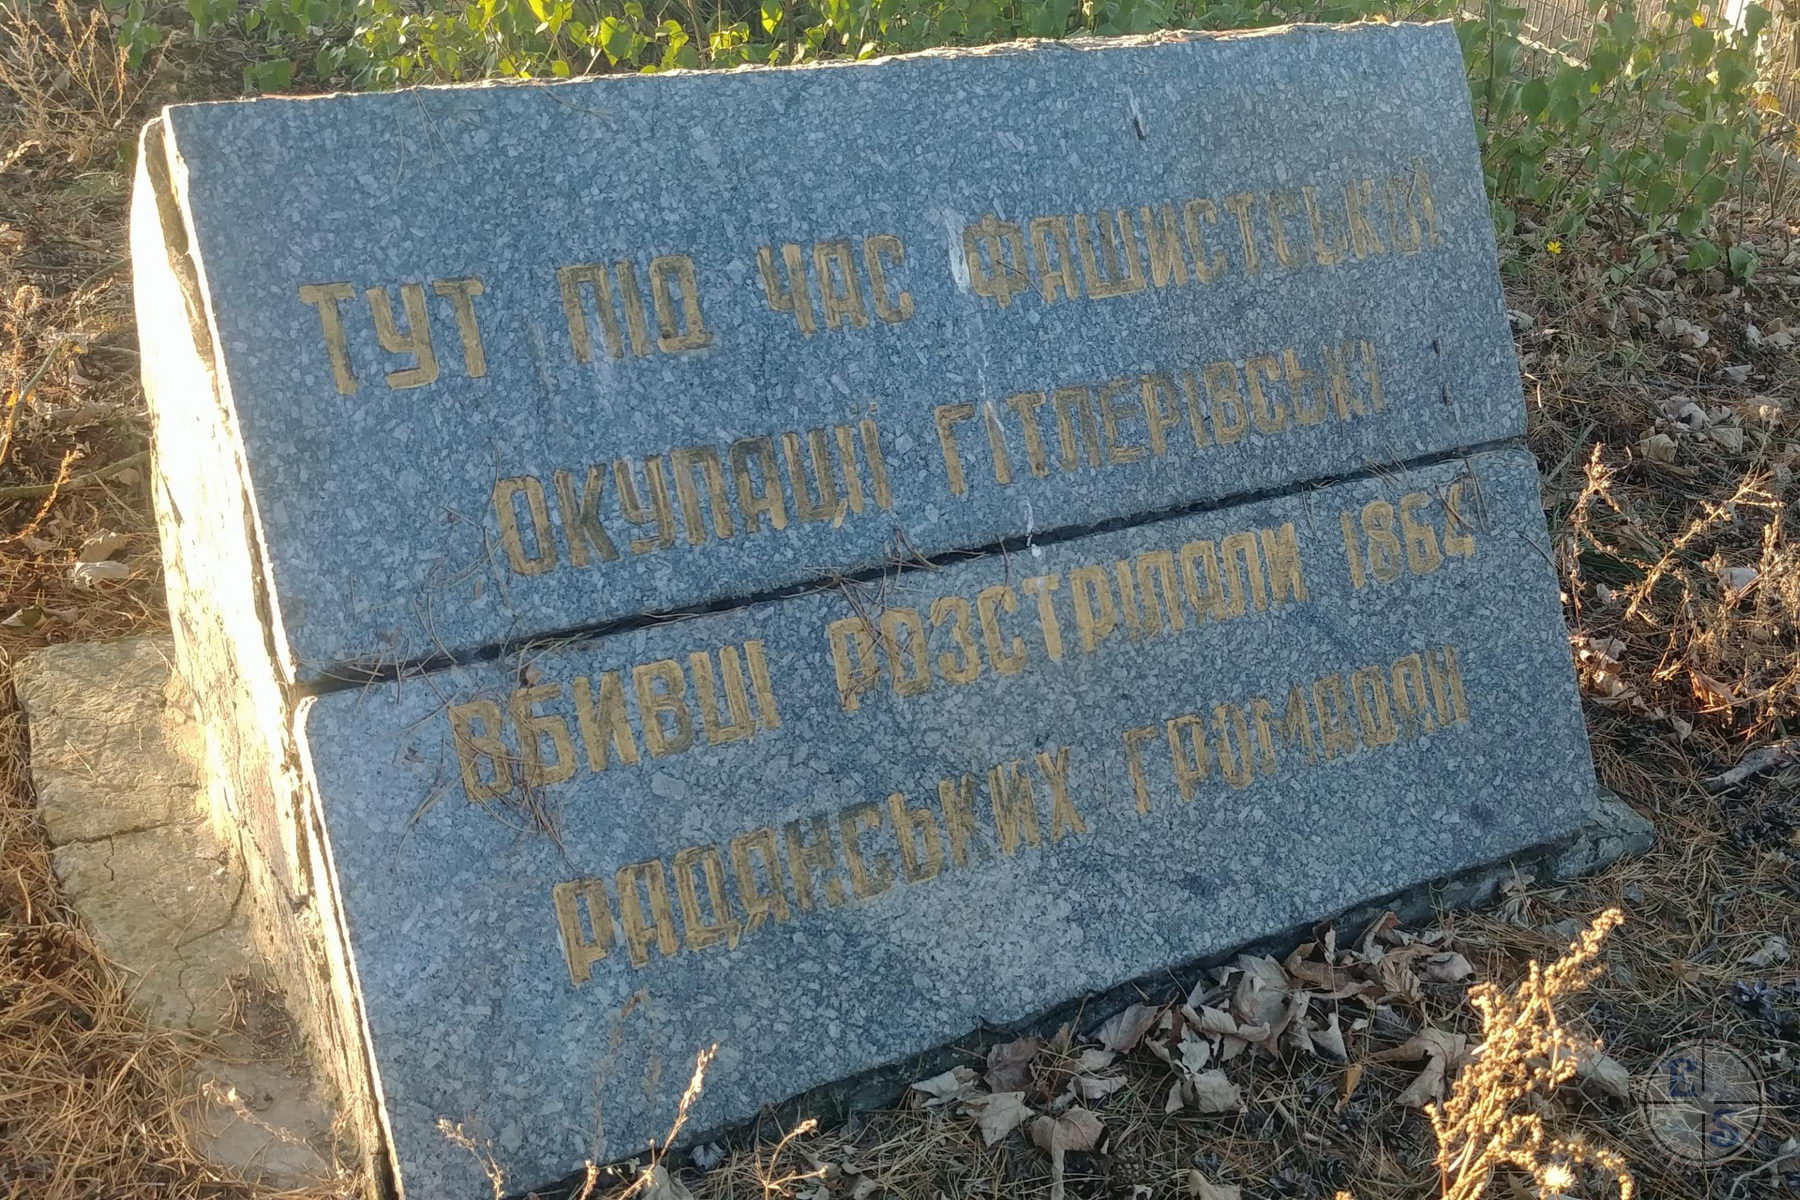 ТУТ ПІД ЧАС ФАШИСТСЬКОЇ
ОКУПАЦІЇ ГІТЛЕРІВСЬКІ
ВБИВЦІ РОЗСТРІЛЯЛИ 1864
РАДЯНСЬКИХ ГРОМАДЯН
C
S